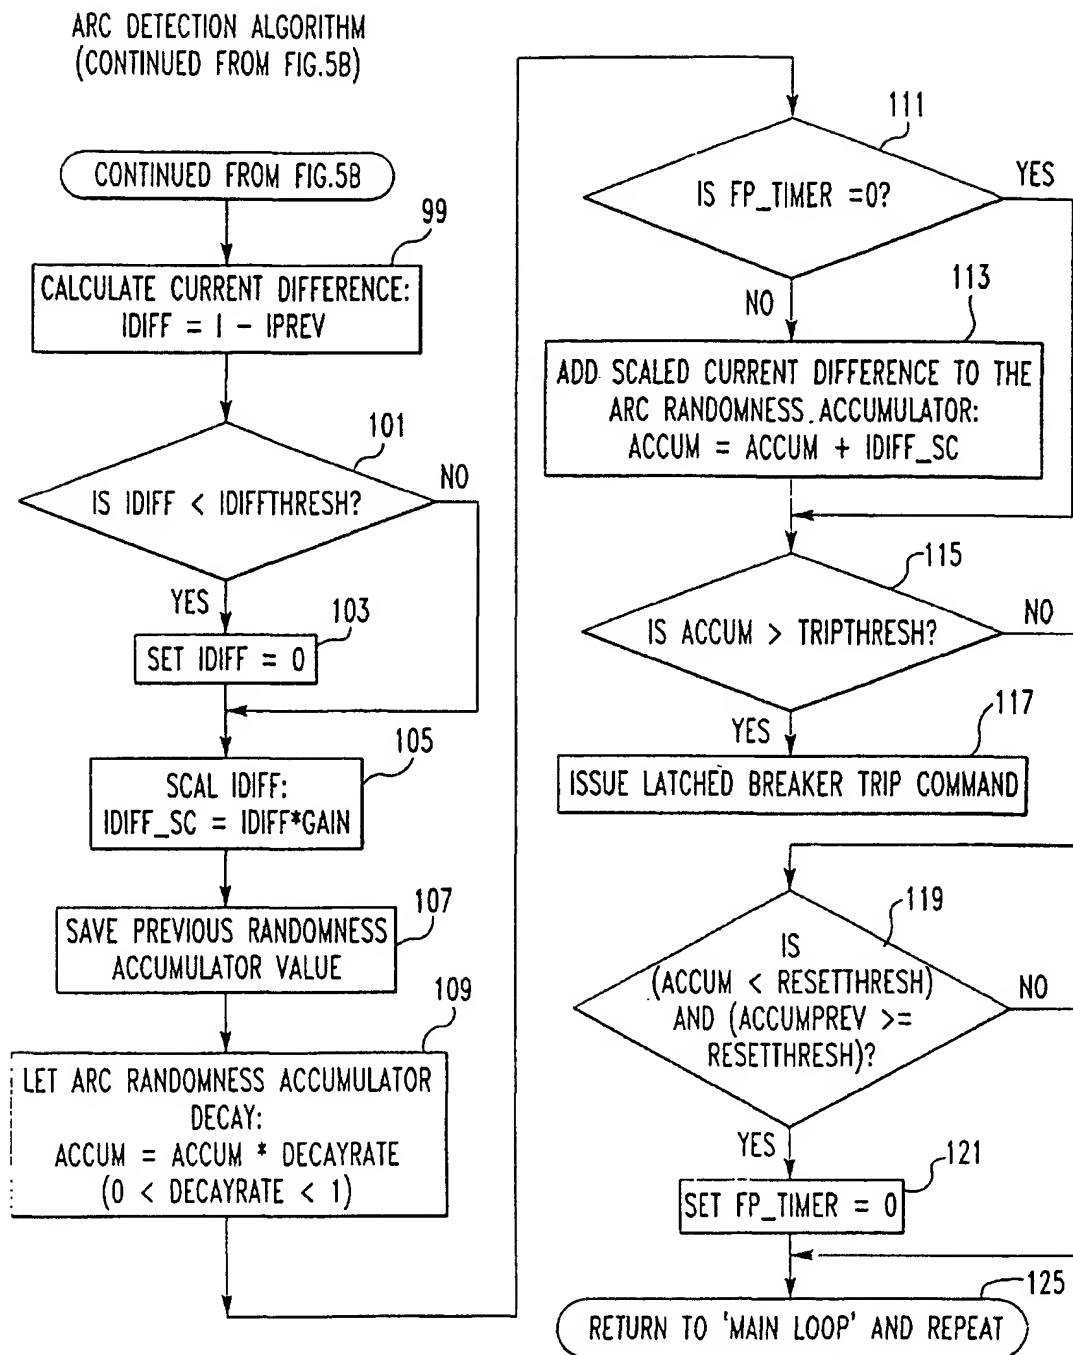 ARC DETECTION ALGORITHM
(CONTINUED FROM FIG.5B)
CONTINUED FROM FIG.5B
99
CALCULATE CURRENT DIFFERENCE:
IDIFF = I - IPREV
101
IS IDIFF < IDIFFTHRESH?
NO
YES
103
SET IDIFF = 0
105
SCAL IDIFF:
IDIFF_SC = IDIFF*GAIN
107
SAVE PREVIOUS RANDOMNESS
ACCUMULATOR VALUE
109
LET ARC RANDOMNESS ACCUMULATOR
DECAY:
ACCUM = ACCUM * DECAYRATE
(0 < DECAYRATE < 1)
111
IS FP_TIMER =0?
YES
NO
113
ADD SCALED CURRENT DIFFERENCE TO THE
ARC RANDOMNESS ACCUMULATOR:
ACCUM = ACCUM + IDIFF_SC
115
IS ACCUM > TRIPTHRESH?
NO
YES
117
ISSUE LATCHED BREAKER TRIP COMMAND
119
IS
(ACCUM < RESETTHRESH)
AND (ACCUMPREV >=
RESETTHRESH)?
NO
YES
121
SET FP_TIMER = 0
125
RETURN TO 'MAIN LOOP' AND REPEAT